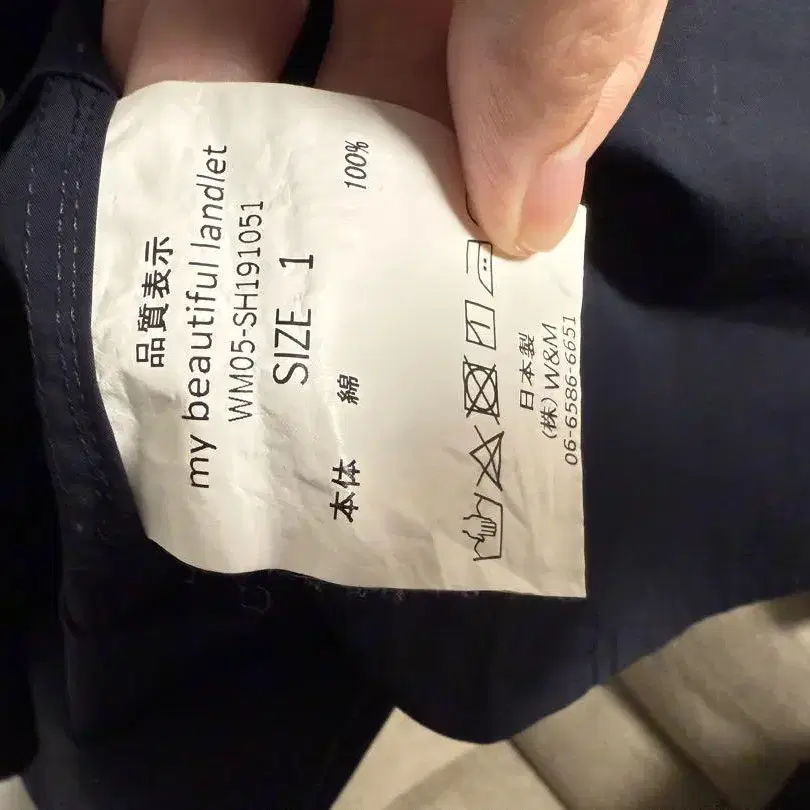 品質表示
my beautiful landlet
WM05-SH191051
SIZE 1
本体 綿 100%
日本製
(株) W&M
06-6586-6651